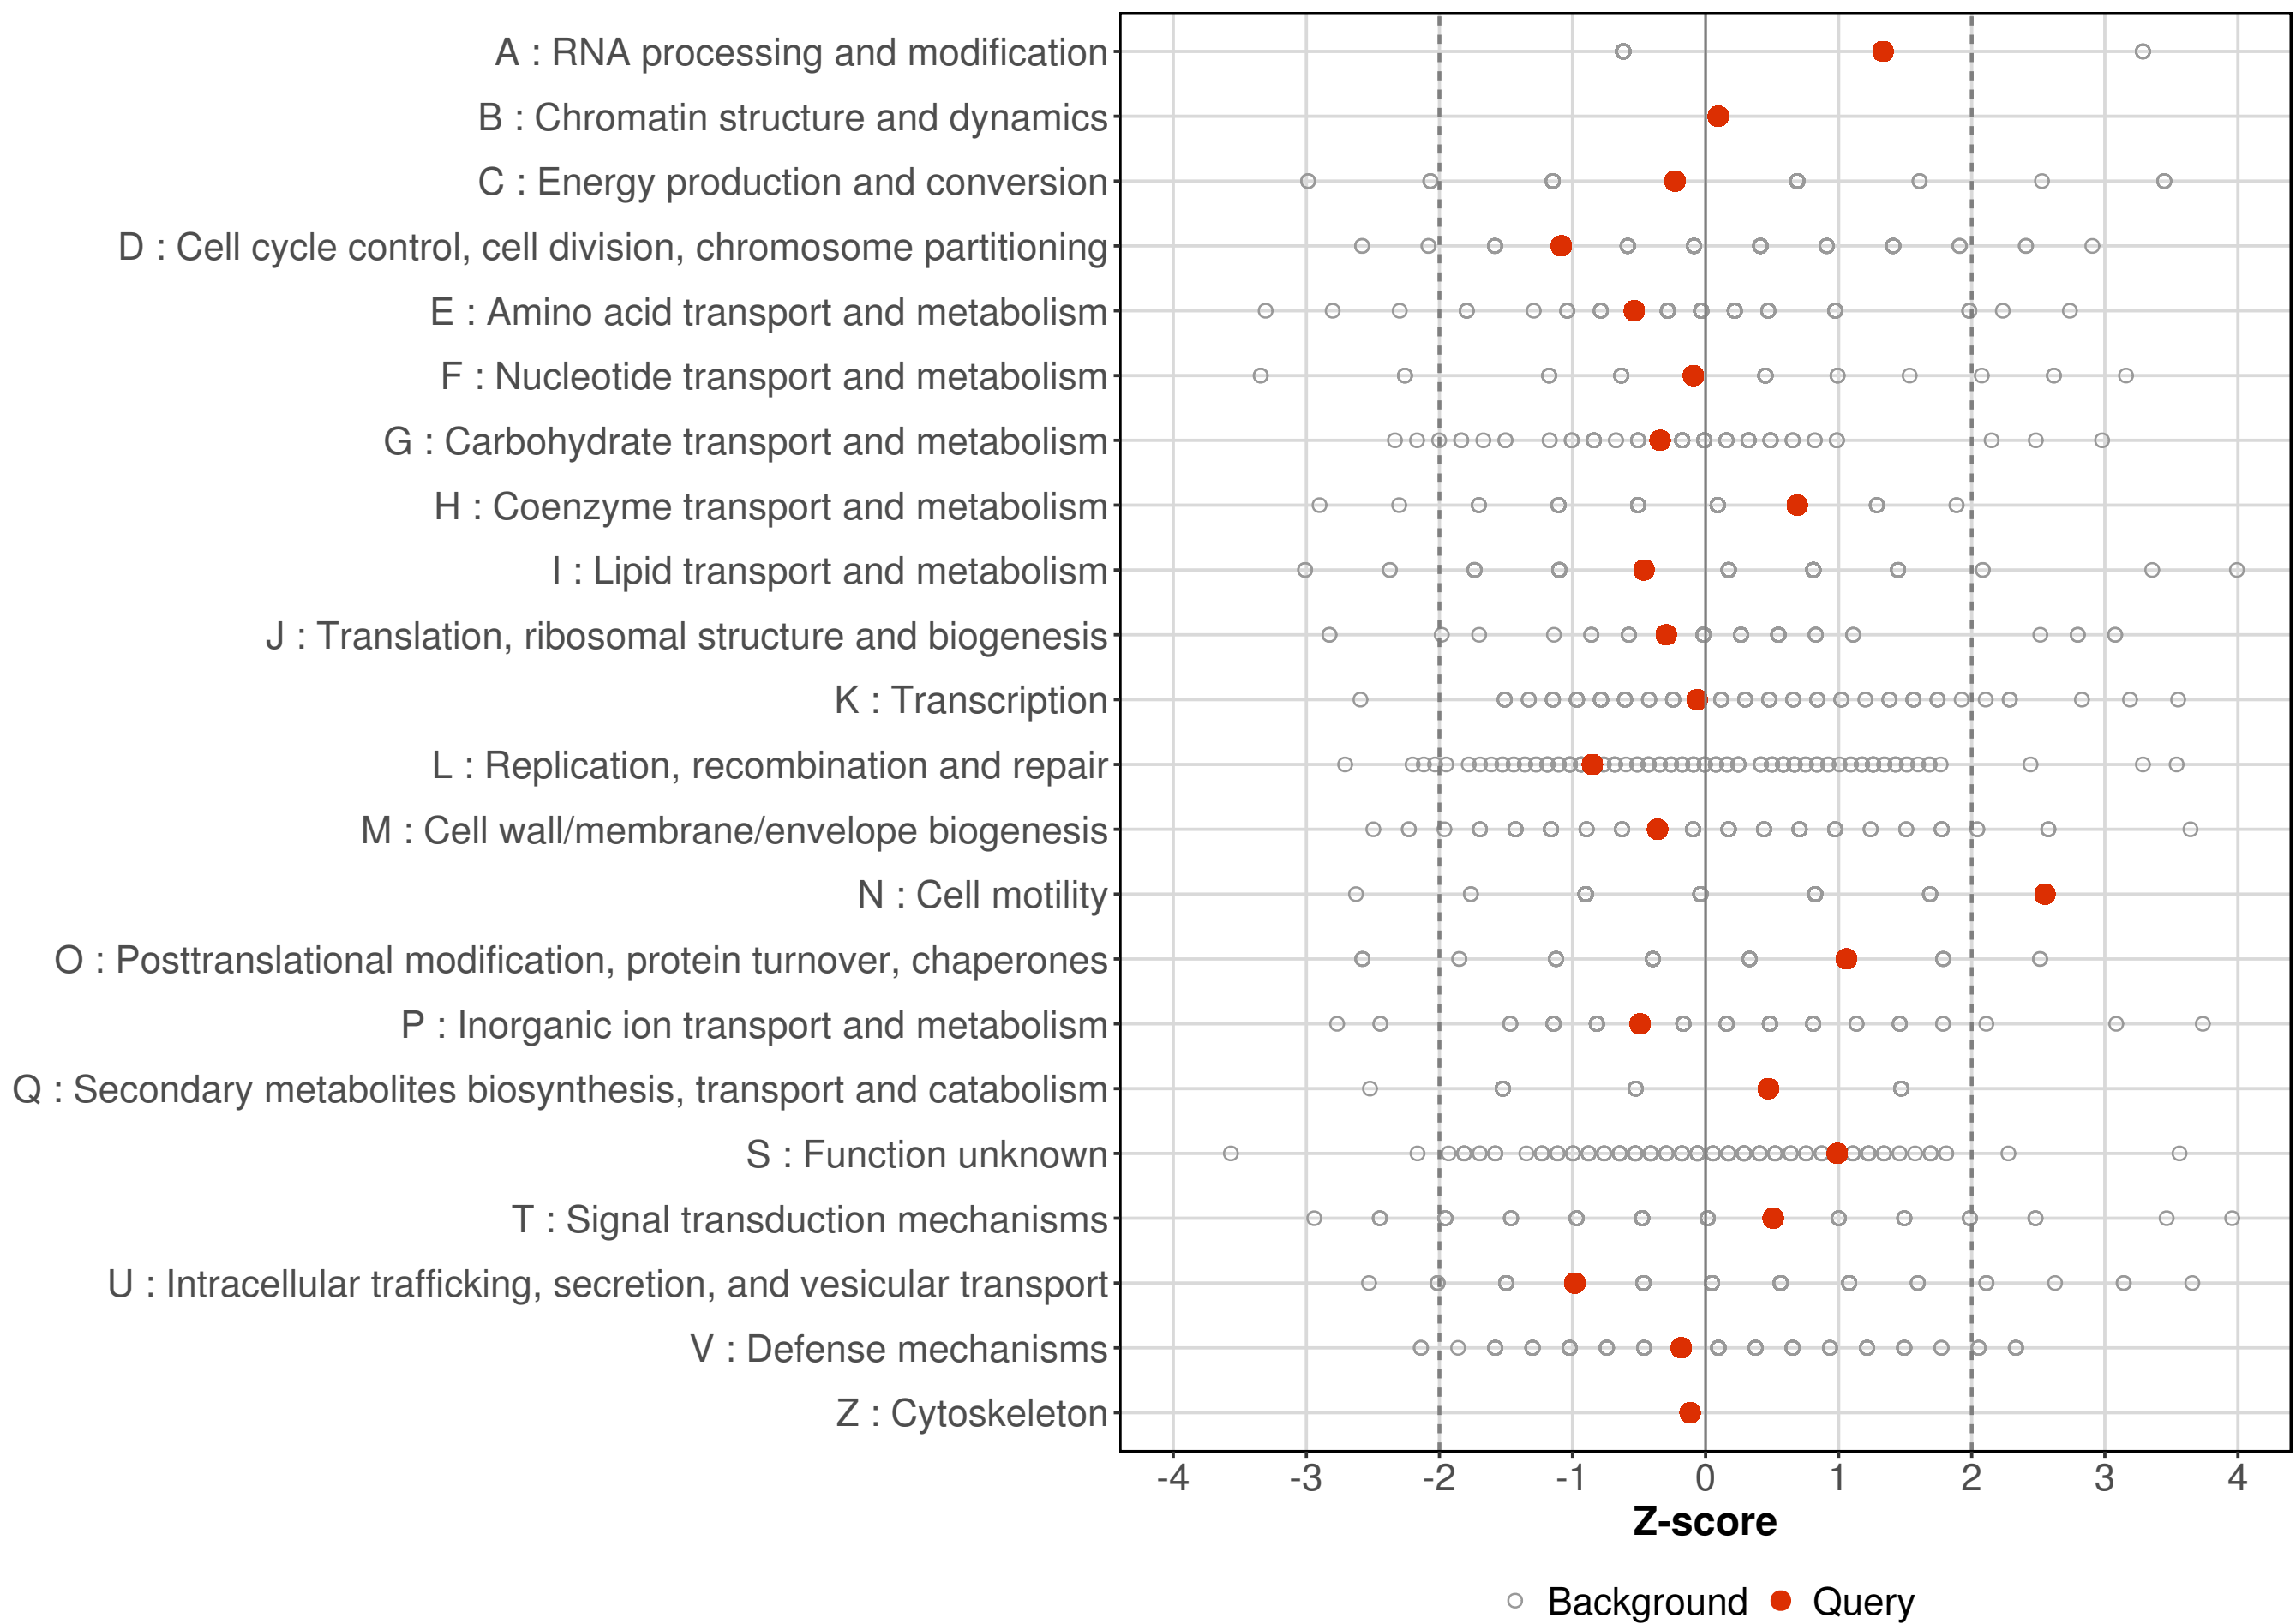 A : RNA processing and modification
B : Chromatin structure and dynamics
C : Energy production and conversion
D : Cell cycle control, cell division, chromosome partitioning
E : Amino acid transport and metabolism
F : Nucleotide transport and metabolism
G : Carbohydrate transport and metabolism
H : Coenzyme transport and metabolism
I : Lipid transport and metabolism
J : Translation, ribosomal structure and biogenesis
K : Transcription
L : Replication, recombination and repair
M : Cell wall/membrane/envelope biogenesis
N : Cell motility
O : Posttranslational modification, protein turnover, chaperones
P : Inorganic ion transport and metabolism
Q : Secondary metabolites biosynthesis, transport and catabolism
S : Function unknown
T : Signal transduction mechanisms
U : Intracellular trafficking, secretion, and vesicular transport
V : Defense mechanisms
Z : Cytoskeleton
-4 -3 -2 -1 0 1 2 3 4
Z-score
Background Query